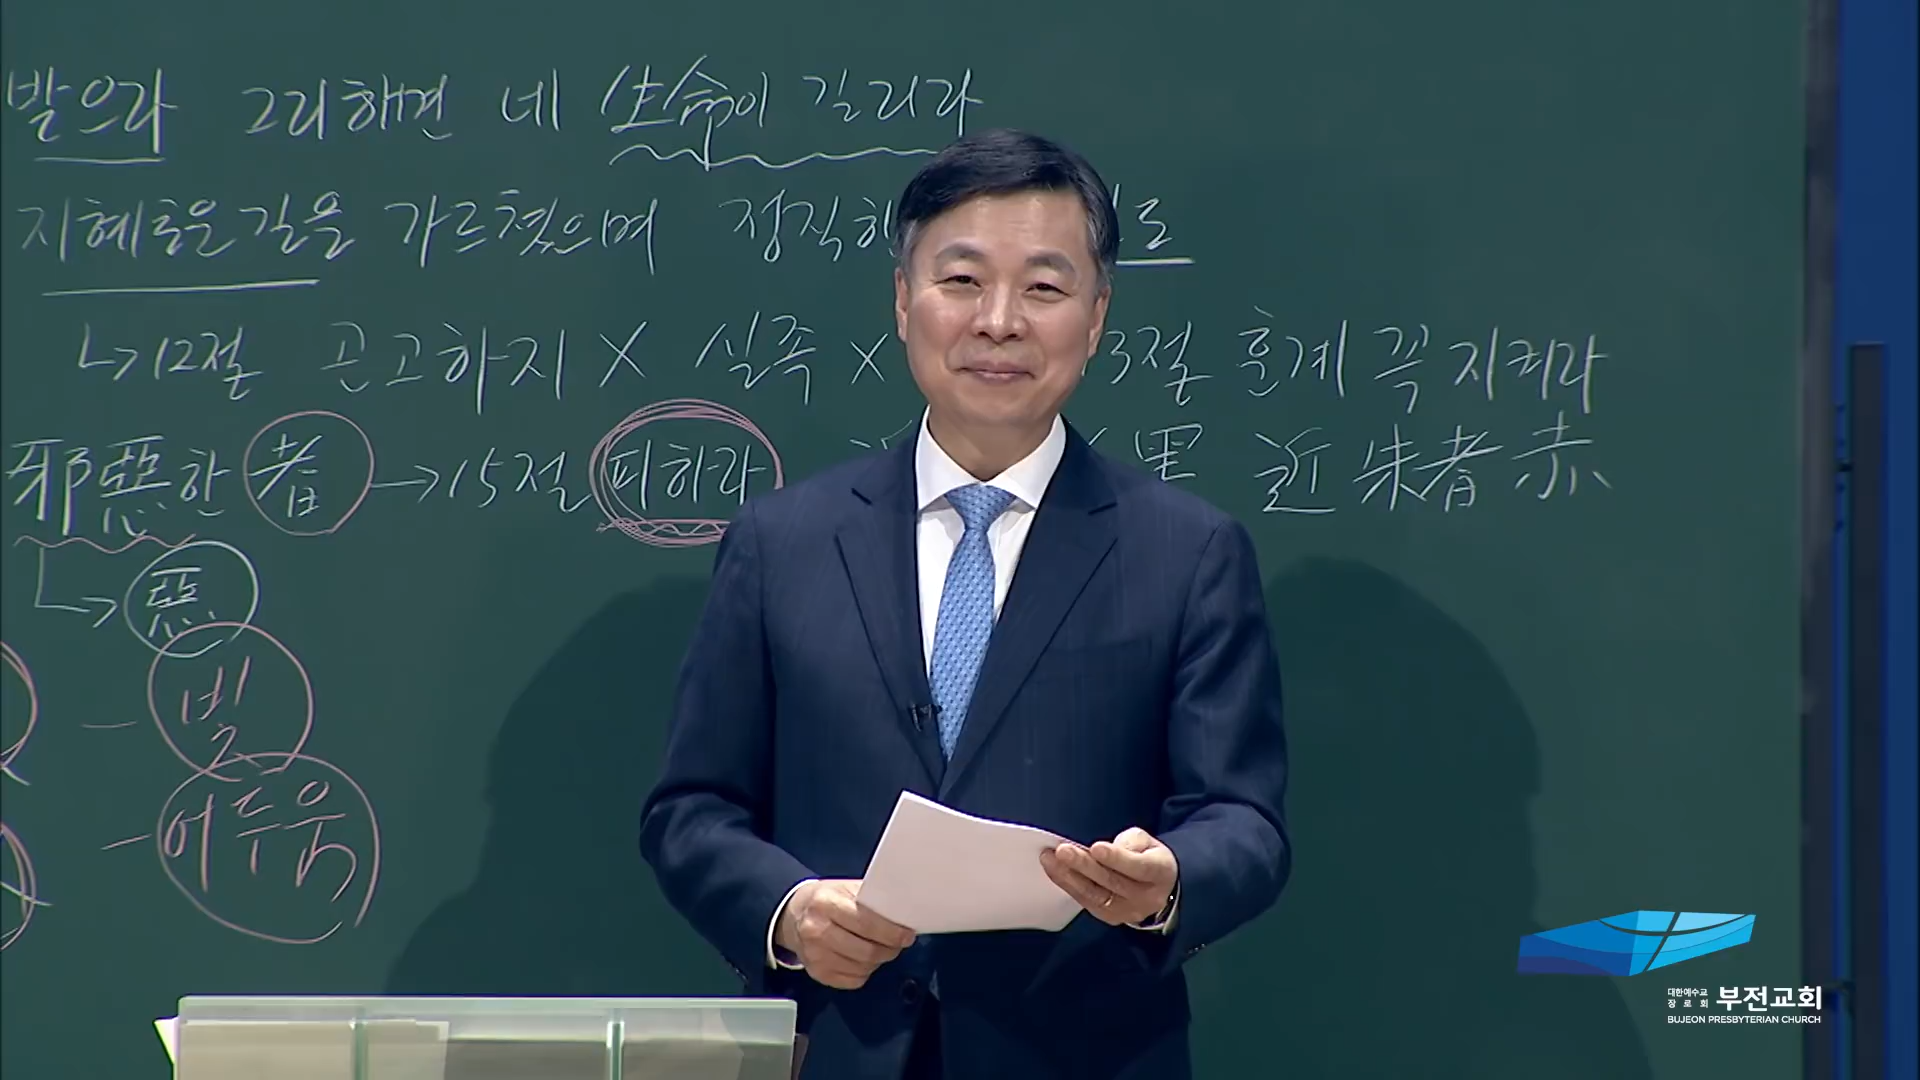 받으라 그리하면 네 生命이 길리라
지혜로운 길을 가르쳤으며 정직한 도
↳12절 곤고하지 X 실족 X 3절 훈계 꼭 지키라
邪惡한 者 →15절 피하라 黑 近朱者赤
↳ 惡
- 빛
- 어두움
대한예수교
장로회 부전교회
BUJEON PRESBYTERIAN CHURCH